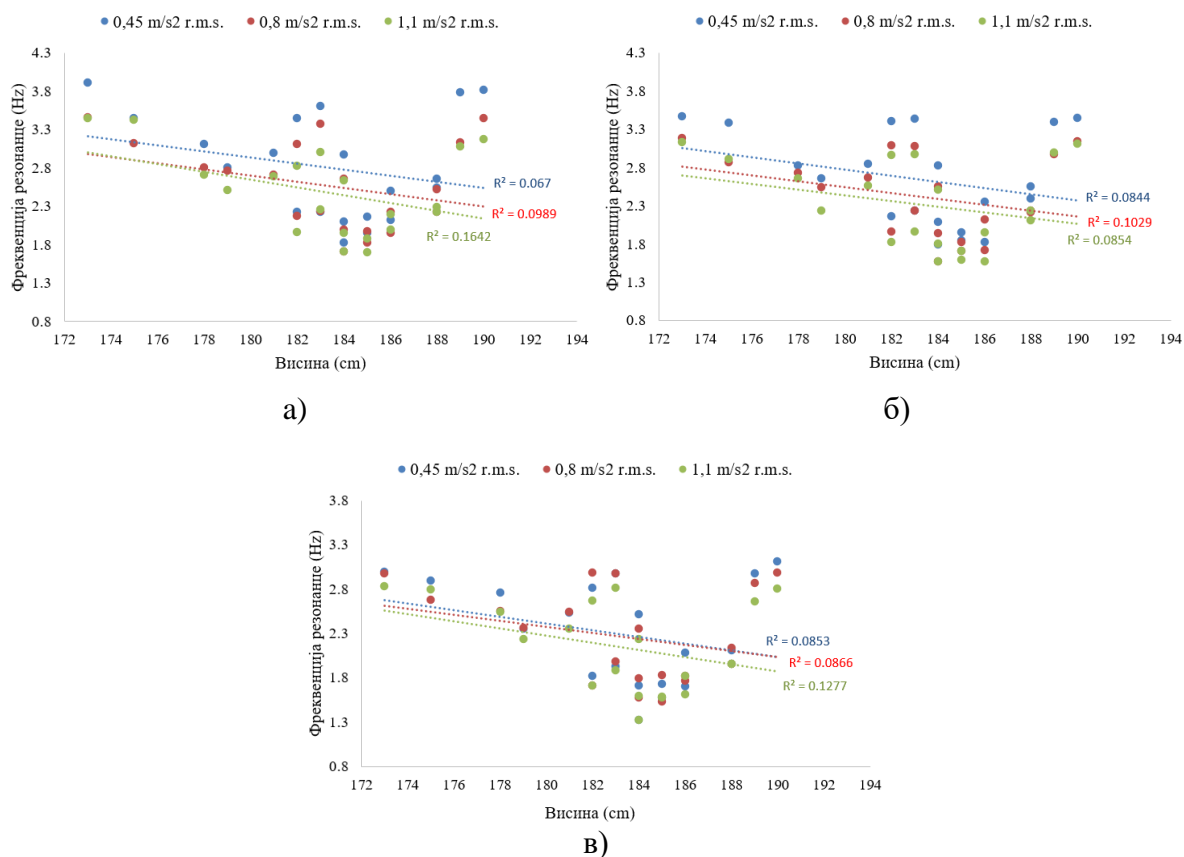 0,45 m/s2 r.m.s. 0,8 m/s2 r.m.s. 1,1 m/s2 r.m.s.
Фреквенција резонанце (Hz)
4.3
3.8
3.3
2.8
2.3
1.8
1.3
0.8
R² = 0.067
R² = 0.0989
R² = 0.1642
172 174 176 178 180 182 184 186 188 190 192 194
Висина (cm)
а)
0,45 m/s2 r.m.s. 0,8 m/s2 r.m.s. 1,1 m/s2 r.m.s.
Фреквенција резонанце (Hz)
4.3
3.8
3.3
2.8
2.3
1.8
1.3
0.8
R² = 0.0844
R² = 0.1029
R² = 0.0854
172 174 176 178 180 182 184 186 188 190 192 194
Висина (cm)
б)
0,45 m/s2 r.m.s. 0,8 m/s2 r.m.s. 1,1 m/s2 r.m.s.
Фреквенција резонанце (Hz)
3.8
3.3
2.8
2.3
1.8
1.3
0.8
R² = 0.0853
R² = 0.0866
R² = 0.1277
172 174 176 178 180 182 184 186 188 190 192 194
Висина (cm)
в)